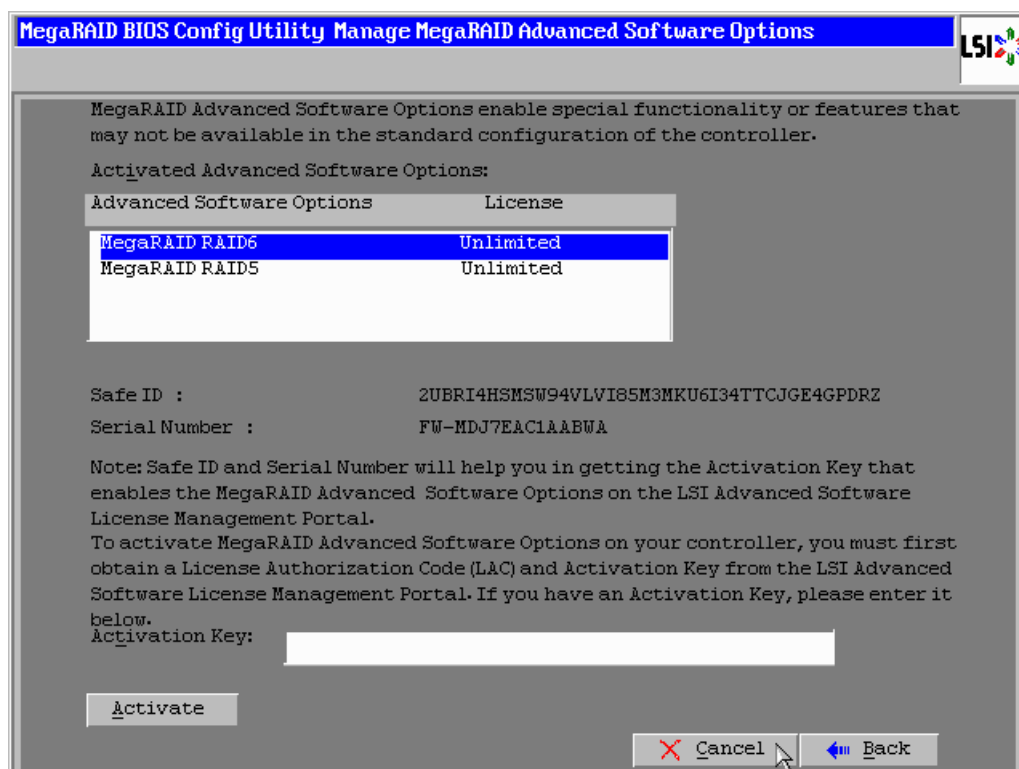 MegaRAID BIOS Config Utility Manage MegaRAID Advanced Software Options
LSI
MegaRAID Advanced Software Options enable special functionality or features that
may not be available in the standard configuration of the controller.
Activated Advanced Software Options:
Advanced Software Options License
MegaRAID RAID6 Unlimited
MegaRAID RAID5 Unlimited
Safe ID : 2UBRI4HSMSW94VLVI85M3MKU6I34TTCJGE4GPDRZ
Serial Number : FW-MDJ7EAC1AABWA
Note: Safe ID and Serial Number will help you in getting the Activation Key that
enables the MegaRAID Advanced Software Options on the LSI Advanced Software
License Management Portal.
To activate MegaRAID Advanced Software Options on your controller, you must first
obtain a License Authorization Code (LAC) and Activation Key from the LSI Advanced
Software License Management Portal. If you have an Activation Key, please enter it
below.
Activation Key:
Activate
Cancel
Back